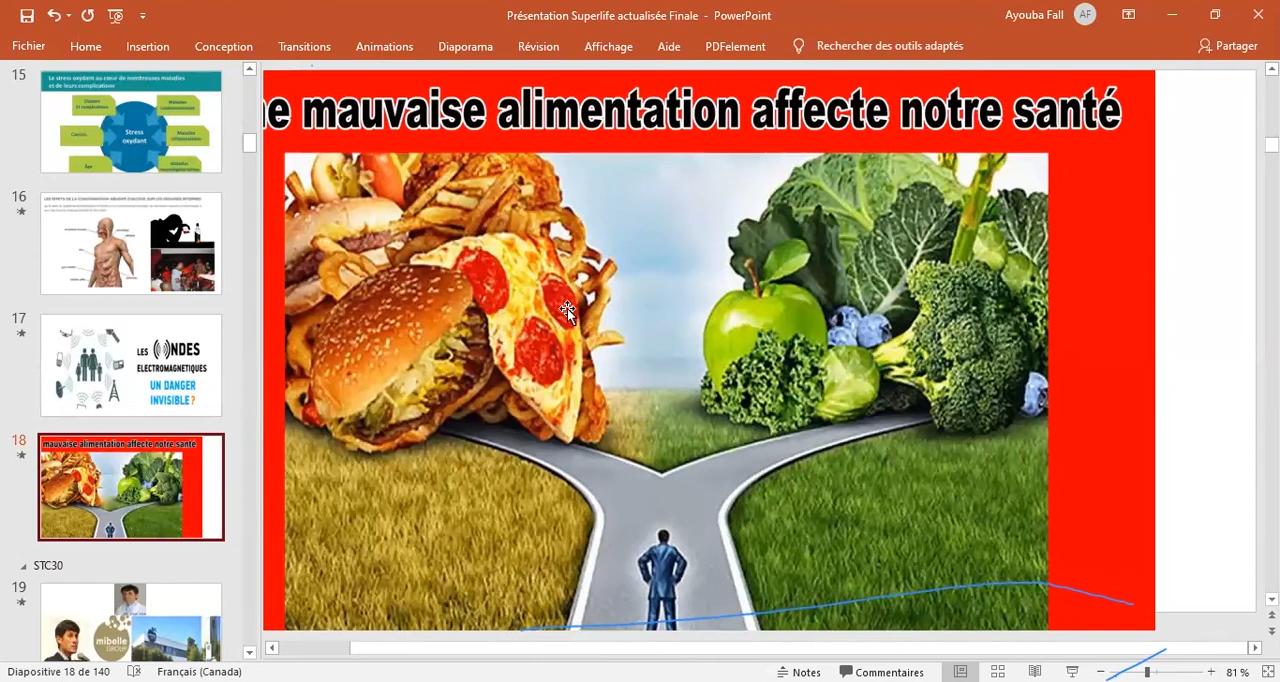 Présentation Superlife actualisée Finale - PowerPoint
Ayouba Fall
AF
Fichier Home Insertion Conception Transitions Animations Diaporama Révision Affichage Aide PDFelement Rechercher des outils adaptés Partager
15
Le stress oxydant au cœur de nombreuses maladies
et de leurs complications
Stress
oxydant
Âge
16
17
LES ONDES
ELECTROMAGNETIQUES
UN DANGER
INVISIBLE ?
18
mauvaise alimentation affecte notre santé
STC30
19
mibelle
GROUP
ne mauvaise alimentation affecte notre santé
Diapositive 18 de 140 Français (Canada) Notes Commentaires 81 %